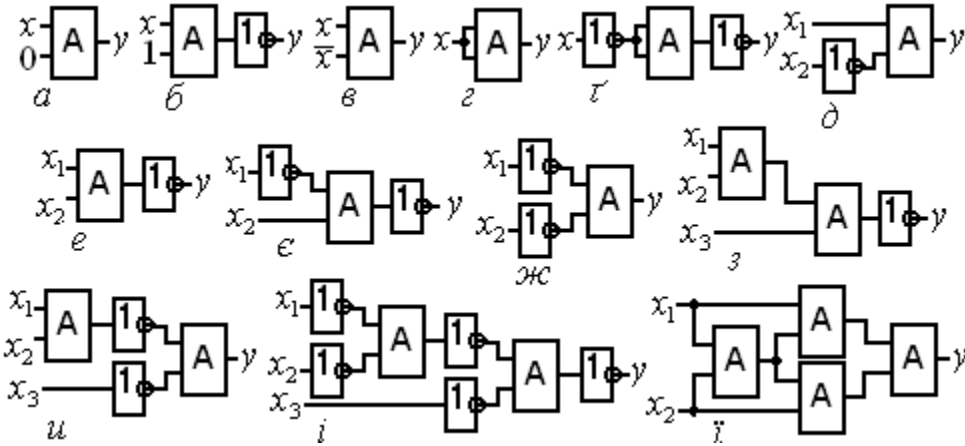 x A y x A 1 y x A y x A y x 1 A 1 y x₁ A y
0 1 x̅ x₂ 1
а б в г ґ д
x₁ A 1 y x₁ 1 A 1 y x₁ 1 A y x₁ A A 1 y
x₂ x₂ x₂ 1 x₂ x₃
е є ж з
x₁ A 1 A y x₁ 1 A 1 A 1 y x₁ A A A y
x₂ x₂ 1 x₂ A
x₃ 1 x₃ 1
и і ї